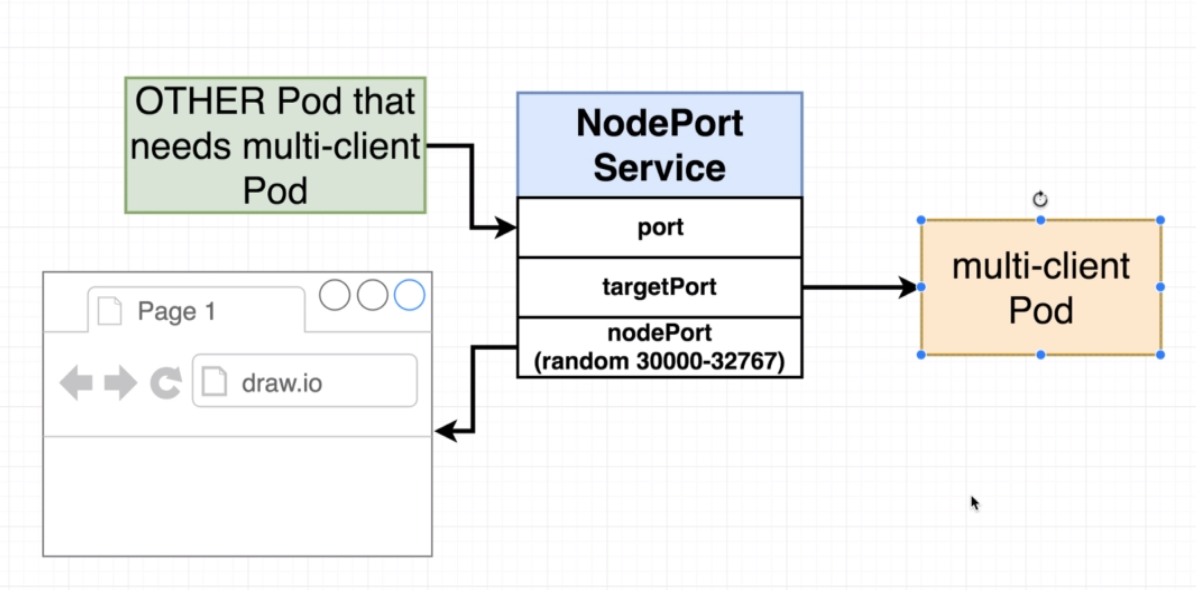 OTHER Pod that
needs multi-client
Pod
NodePort
Service
port
targetPort
nodePort
(random 30000-32767)
multi-client
Pod
Page 1
draw.io